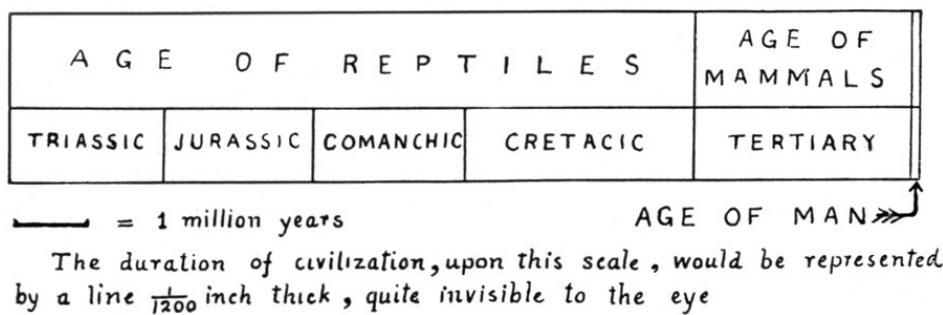 AGE OF REPTILES
AGE OF
MAMMALS
TRIASSIC
JURASSIC
COMANCHIC
CRETACIC
TERTIARY
= 1 million years
AGE OF MAN
The duration of civilization, upon this scale, would be represented
by a line 1/1200 inch thick, quite invisible to the eye